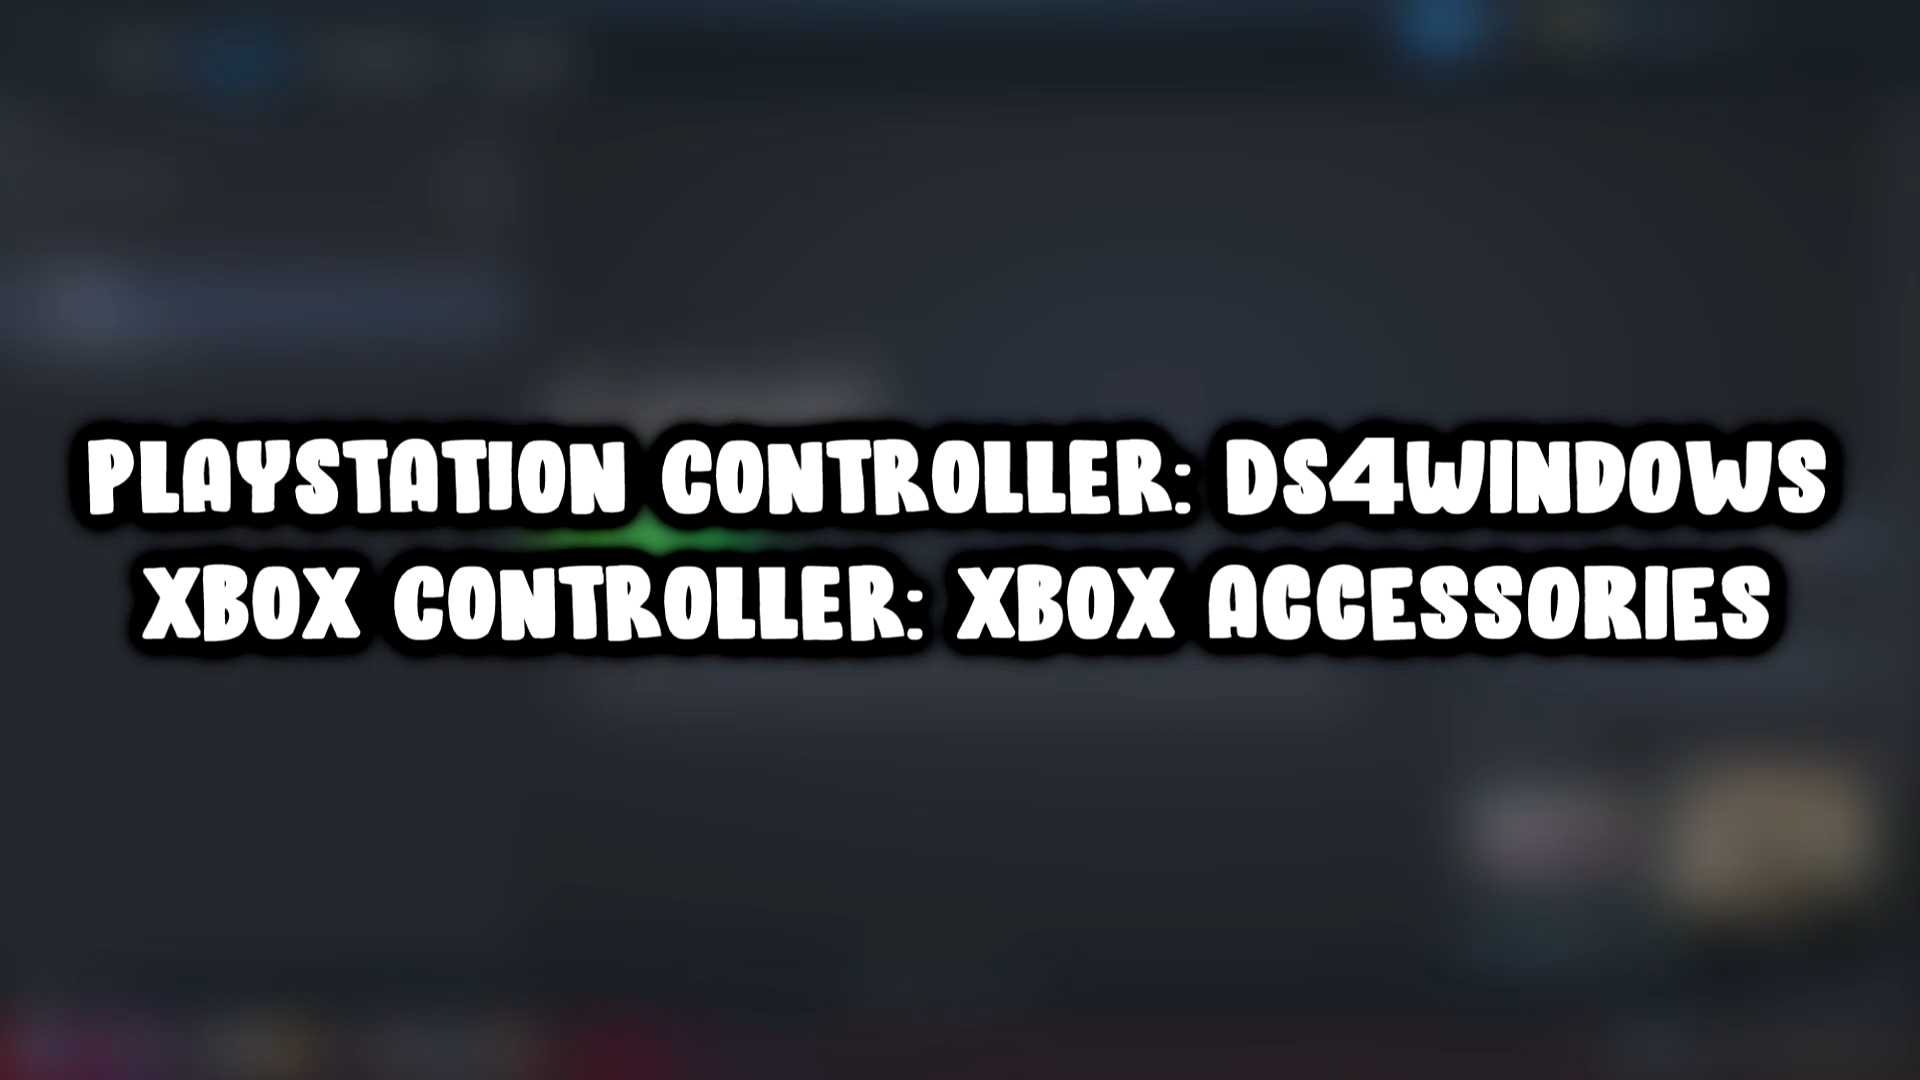 PLAYSTATION CONTROLLER: DS4WINDOWS
XBOX CONTROLLER: XBOX ACCESSORIES